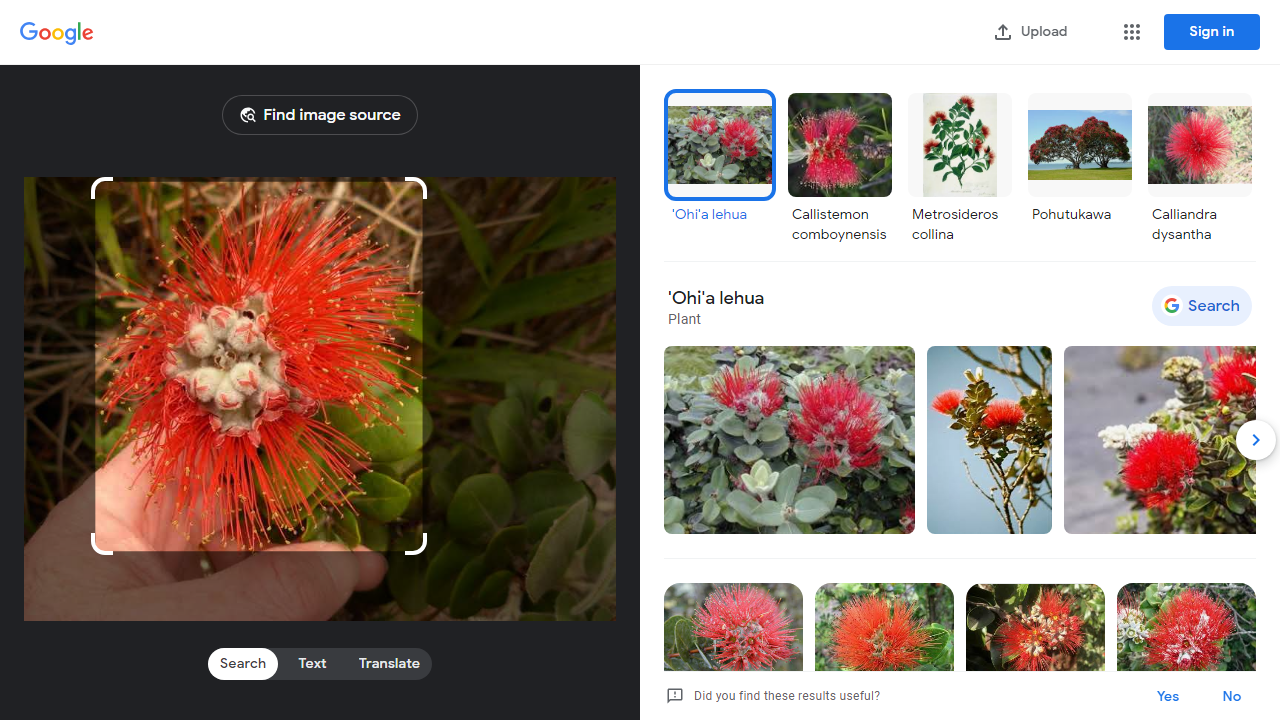 Google
Upload
Sign in
Find image source
'Ohi'a lehua
Callistemon
comboynensis
Metrosideros
collina
Pohutukawa
Calliandra
dysantha
'Ohi'a lehua
Plant
Search
Search
Text
Translate
Did you find these results useful?
Yes
No